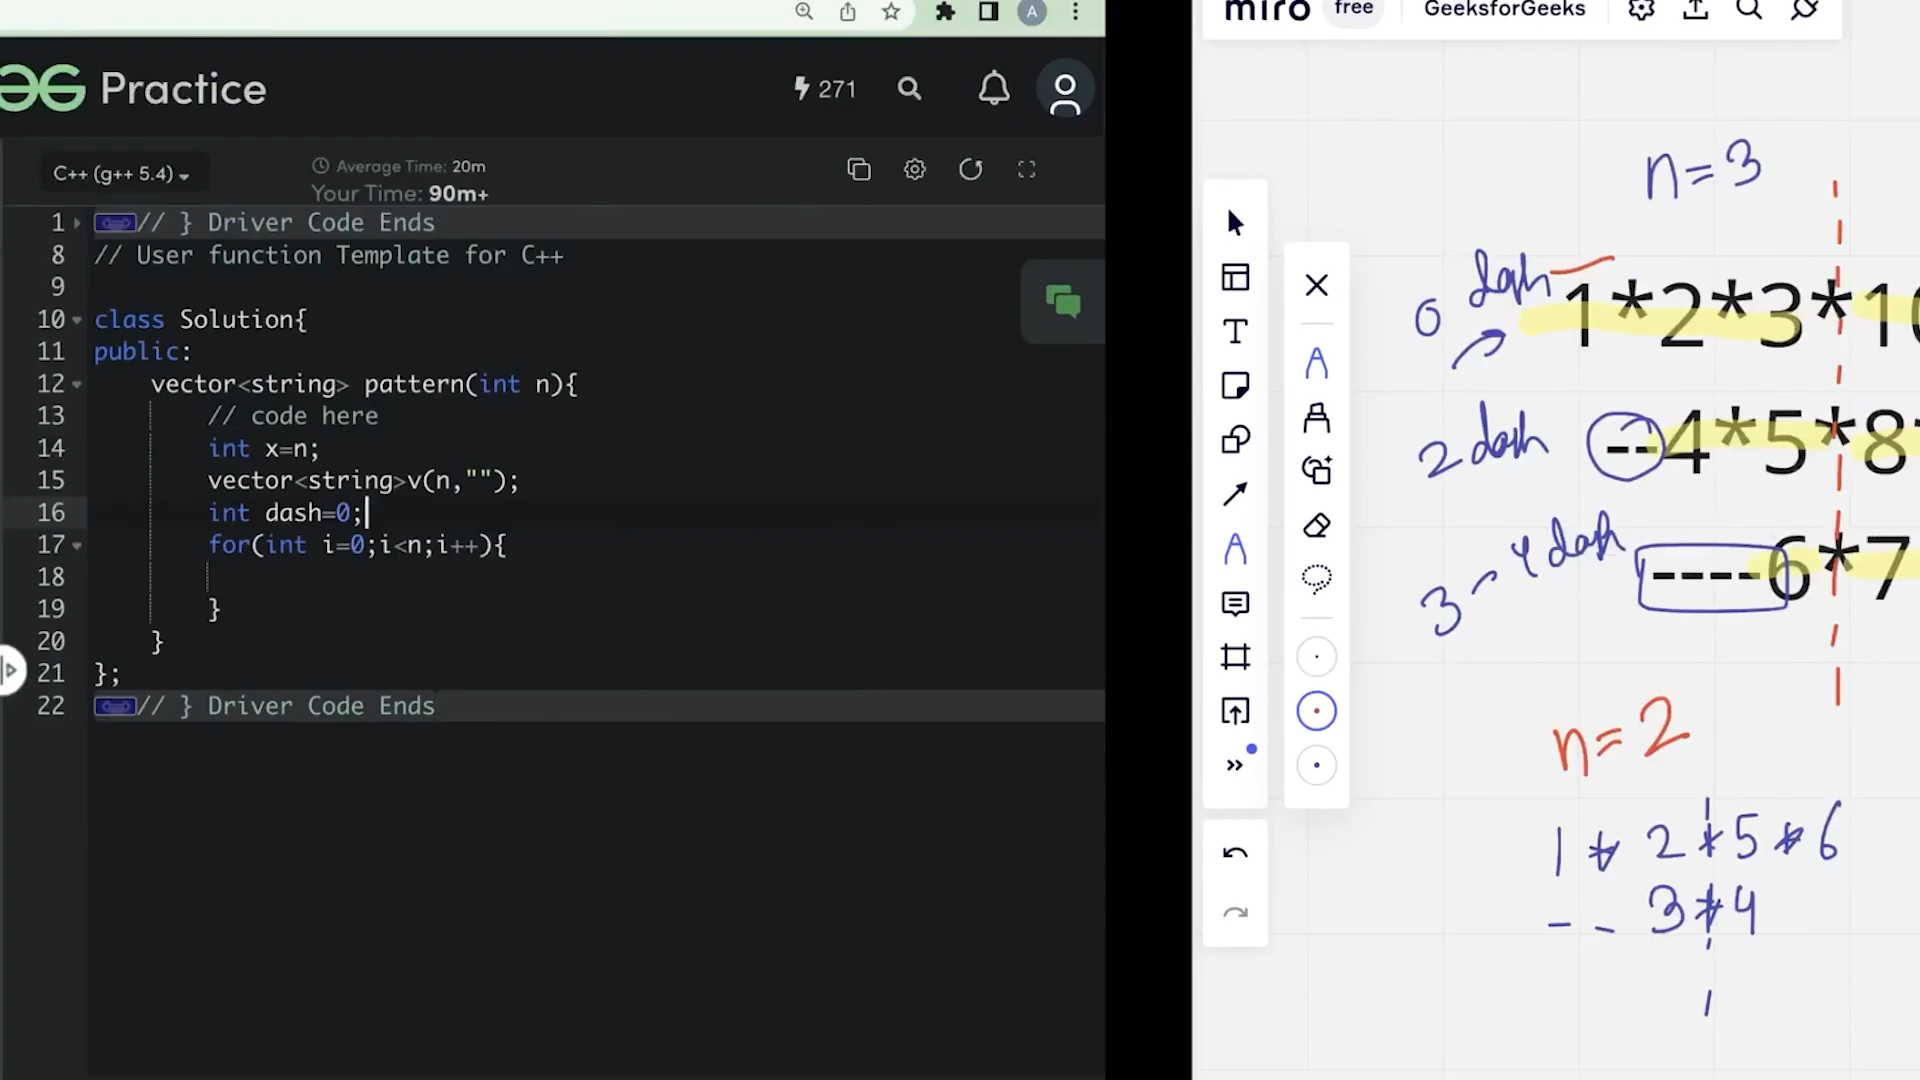 miro free GeeksforGeeks
A
GG Practice
271
C++ (g++ 5.4)
Average Time: 20m
Your Time: 90m+
1 // } Driver Code Ends
8 // User function Template for C++
9
10 class Solution{
11 public:
12 vector<string> pattern(int n){
13 // code here
14 int x=n;
15 vector<string>v(n,"");
16 int dash=0;
17 for(int i=0;i<n;i++){
18
19 }
20 }
21 };
22 // } Driver Code Ends
n=3
0 dash 1*2*3*10
2 dash --4*5*8*
3 - 4 dash ----6*7
n=2
1 * 2 * 5 * 6
- - 3 * 4